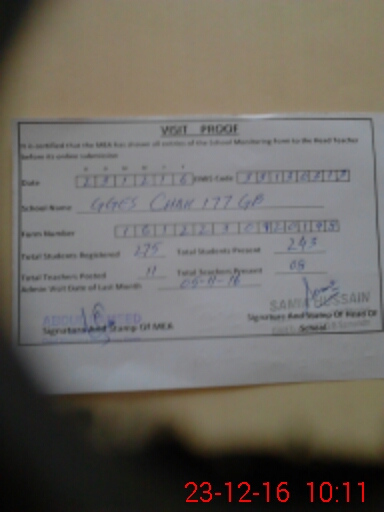 VISIT PROOF
It is certified that the MEA has shown all entries of the School Monitoring Form to the Head Teacher
before its online submission
Date 231216 EMIS Code
School Name GGES CHAK 177 GB
Form Number
Total Students Registered 275 Total Students Present 243
Total Teachers Posted 11 Total Teachers Present 08
Admin Visit Date of Last Month 05-11-16
SAMIA HUSSAIN
Signature And Stamp Of MEA
Signature And Stamp Of Head Of
School
23-12-16 10:11